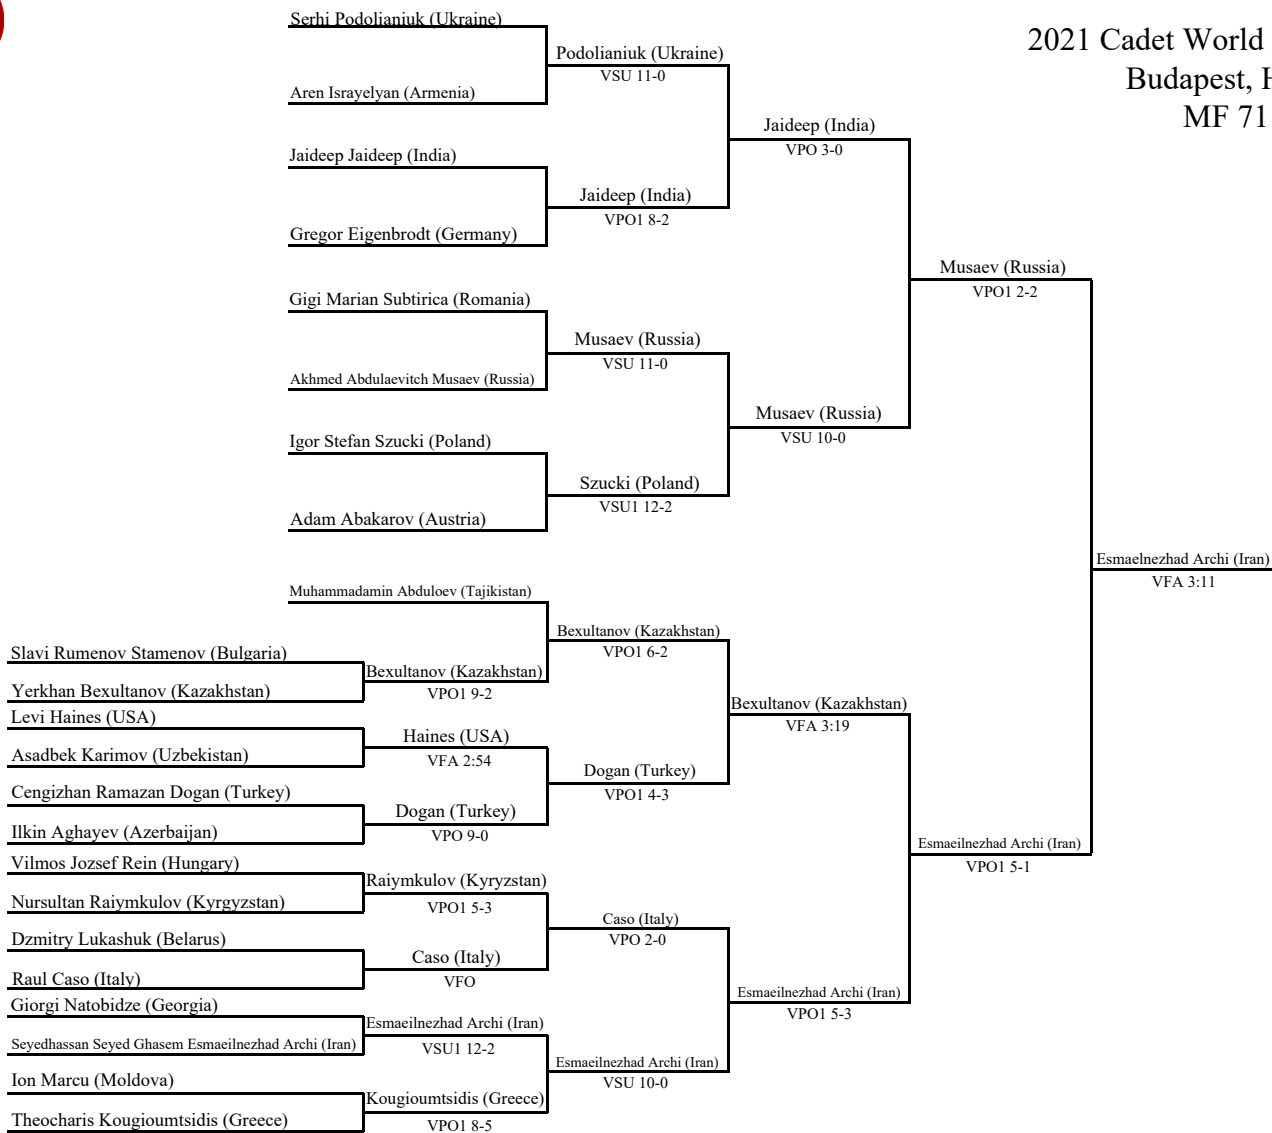 2021 Cadet World
Budapest, H
MF 71
Serhi Podolianiuk (Ukraine)
Aren Israyelyan (Armenia)
Jaideep Jaideep (India)
Gregor Eigenbrodt (Germany)
Gigi Marian Subtirica (Romania)
Akhmed Abdulaevitch Musaev (Russia)
Igor Stefan Szucki (Poland)
Adam Abakarov (Austria)
Muhammadamin Abduloev (Tajikistan)
Slavi Rumenov Stamenov (Bulgaria)
Yerkhan Bexultanov (Kazakhstan)
Levi Haines (USA)
Asadbek Karimov (Uzbekistan)
Cengizhan Ramazan Dogan (Turkey)
Ilkin Aghayev (Azerbaijan)
Vilmos Jozsef Rein (Hungary)
Nursultan Raiymkulov (Kyrgyzstan)
Dzmitry Lukashuk (Belarus)
Raul Caso (Italy)
Giorgi Natobidze (Georgia)
Seyedhassan Seyed Ghasem Esmaeilnezhad Archi (Iran)
Ion Marcu (Moldova)
Theocharis Kougioumtsidis (Greece)
Bexultanov (Kazakhstan)
VPO1 9-2
Haines (USA)
VFA 2:54
Dogan (Turkey)
VPO 9-0
Raiymkulov (Kyryzstan)
VPO1 5-3
Caso (Italy)
VFO
Esmaeilnezhad Archi (Iran)
VSU1 12-2
Kougioumtsidis (Greece)
VPO1 8-5
Podolianiuk (Ukraine)
VSU 11-0
Jaideep (India)
VPO1 8-2
Musaev (Russia)
VSU 11-0
Szucki (Poland)
VSU1 12-2
Bexultanov (Kazakhstan)
VPO1 6-2
Dogan (Turkey)
VPO1 4-3
Caso (Italy)
VPO 2-0
Esmaeilnezhad Archi (Iran)
VSU 10-0
Jaideep (India)
VPO 3-0
Musaev (Russia)
VSU 10-0
Bexultanov (Kazakhstan)
VFA 3:19
Esmaeilnezhad Archi (Iran)
VPO1 5-3
Musaev (Russia)
VPO1 2-2
Esmaeilnezhad Archi (Iran)
VPO1 5-1
Esmaelnezhad Archi (Iran)
VFA 3:11